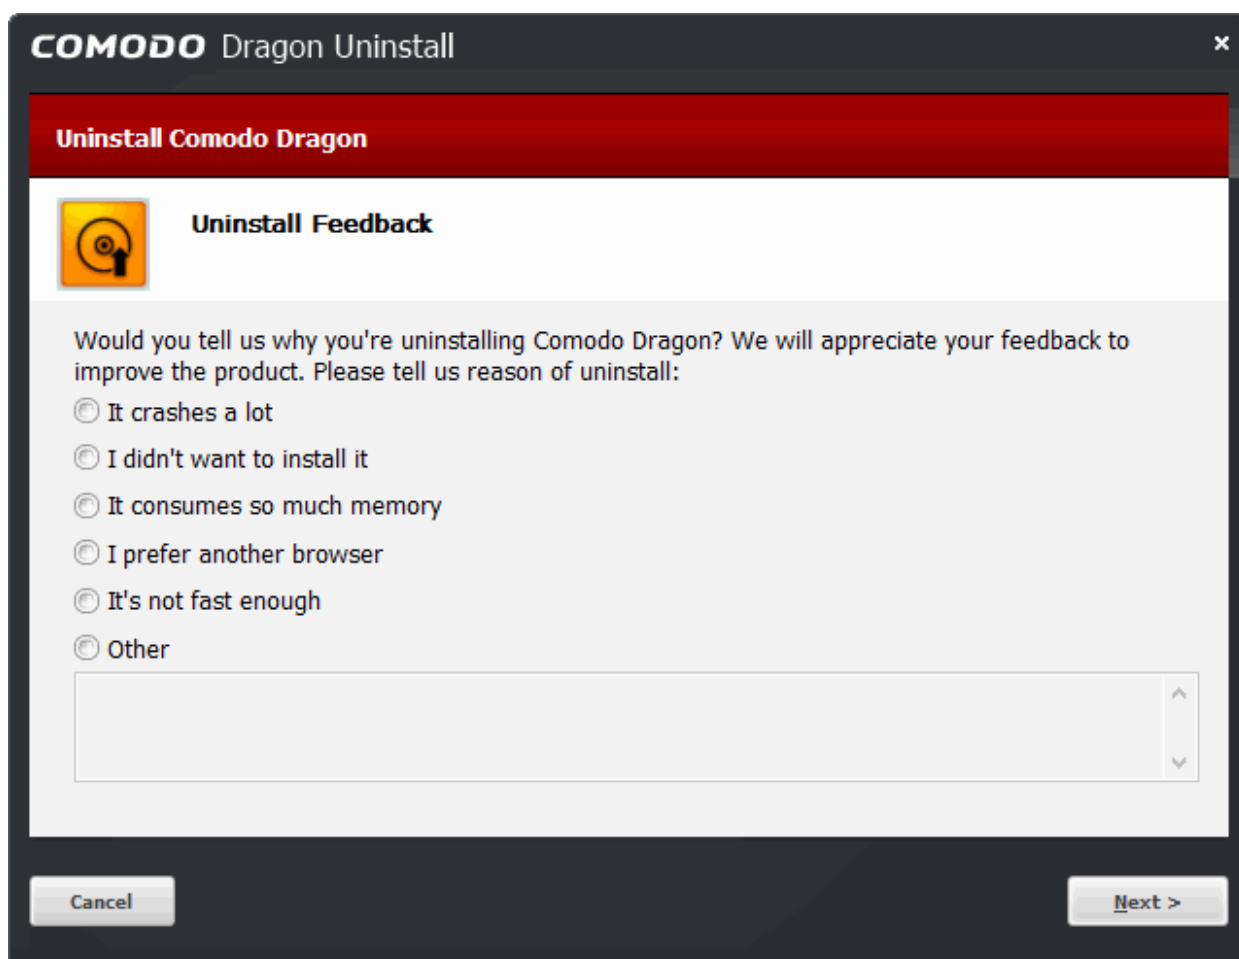 COMODO Dragon Uninstall
Uninstall Comodo Dragon
Uninstall Feedback
Would you tell us why you're uninstalling Comodo Dragon? We will appreciate your feedback to
improve the product. Please tell us reason of uninstall:
It crashes a lot
I didn't want to install it
It consumes so much memory
I prefer another browser
It's not fast enough
Other
Cancel
Next >